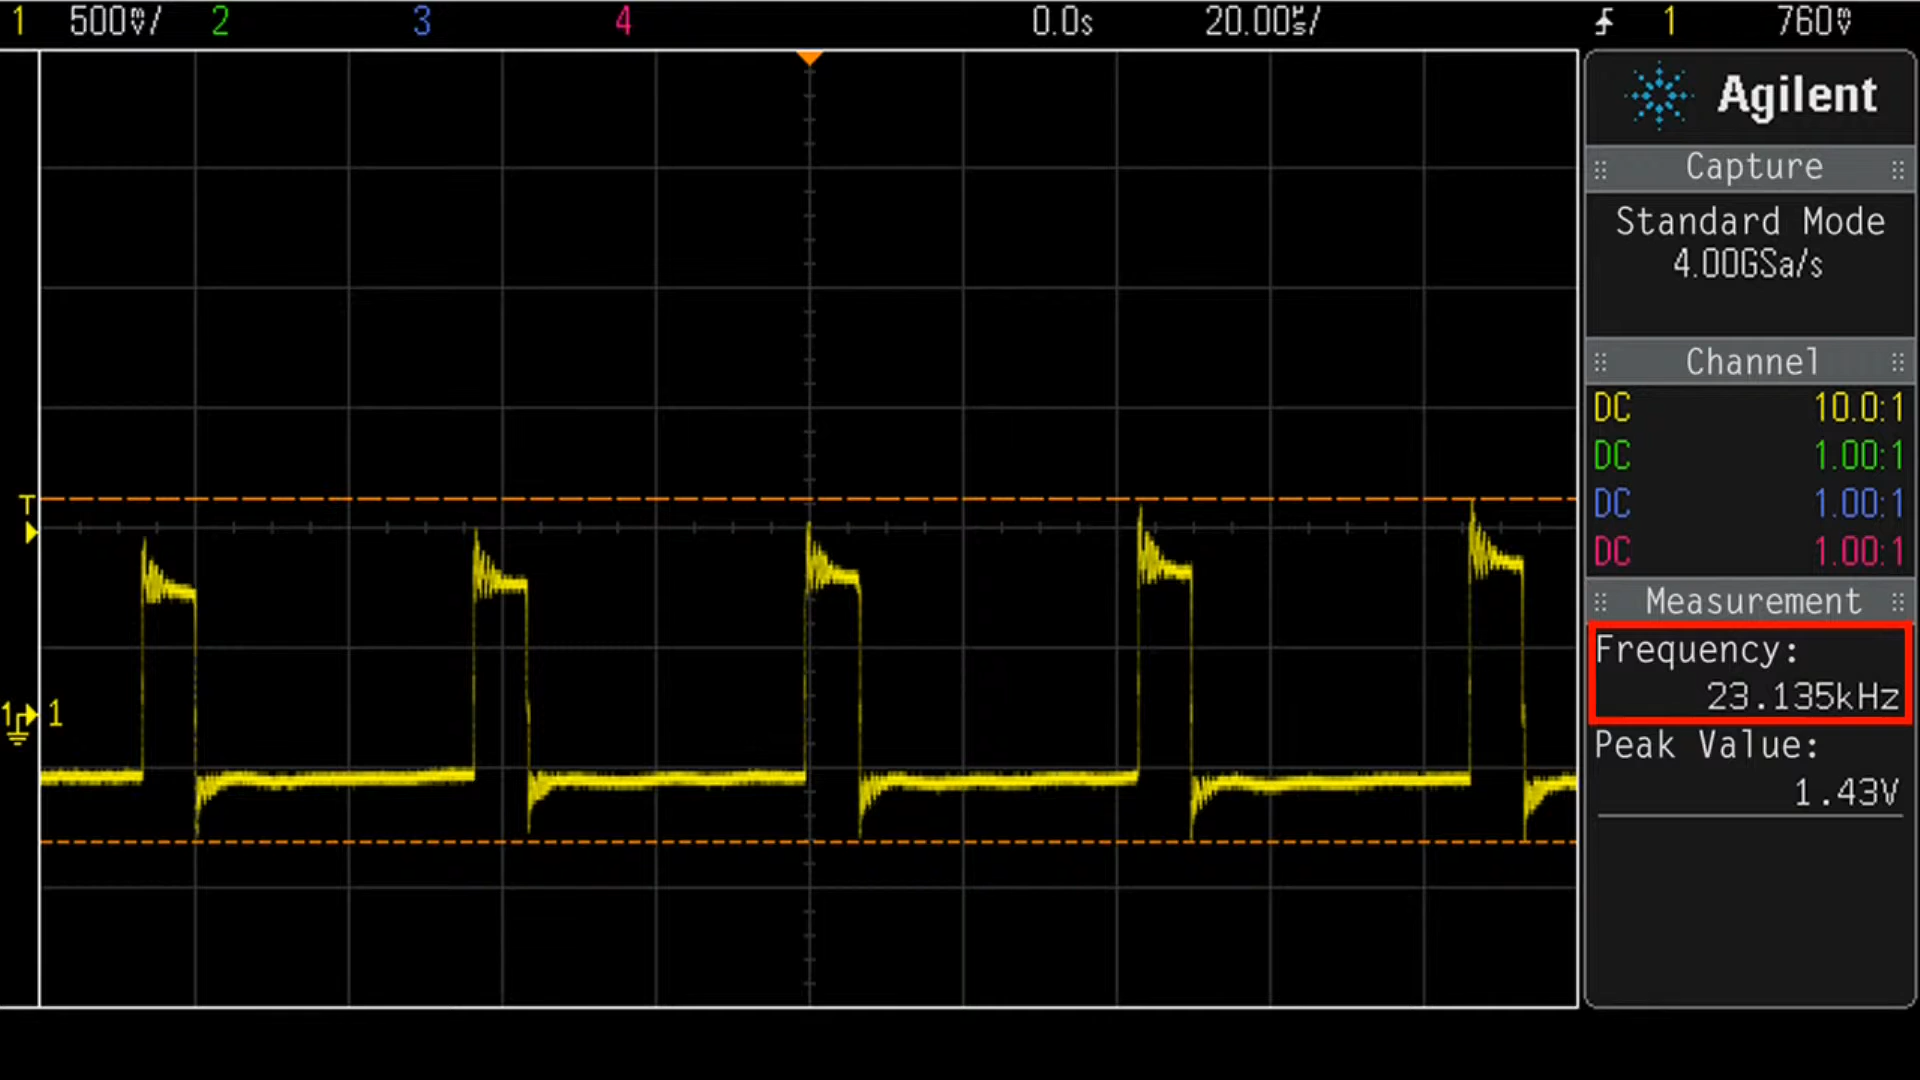 1 500mV/ 2 3 4 0.0s 20.00µs/ 1 760mV
Agilent
Capture
Standard Mode
4.00GSa/s
Channel
DC 10.0:1
DC 1.00:1
DC 1.00:1
DC 1.00:1
T
Measurement
Frequency:
23.135kHz
1 1
Peak Value:
1.43V